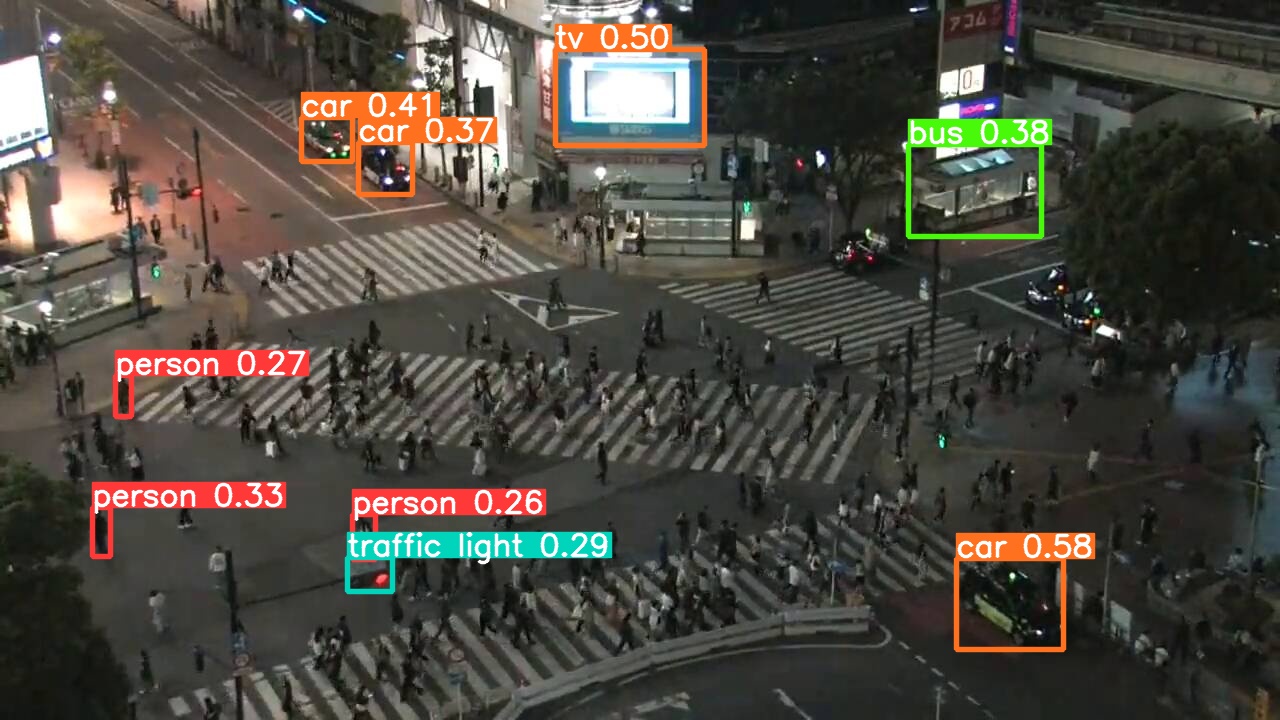 tv 0.50
アコム
car 0.41
car 0.37
bus 0.38
person 0.27
person 0.33
person 0.26
traffic light 0.29
car 0.58